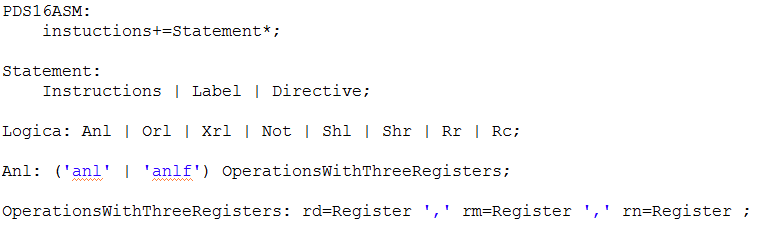 PDS16ASM:
instuctions+=Statement*;
Statement:
Instructions | Label | Directive;
Logica: Anl | Orl | Xrl | Not | Shl | Shr | Rr | Rc;
Anl: ('anl' | 'anlf') OperationsWithThreeRegisters;
OperationsWithThreeRegisters: rd=Register ',' rm=Register ',' rn=Register ;